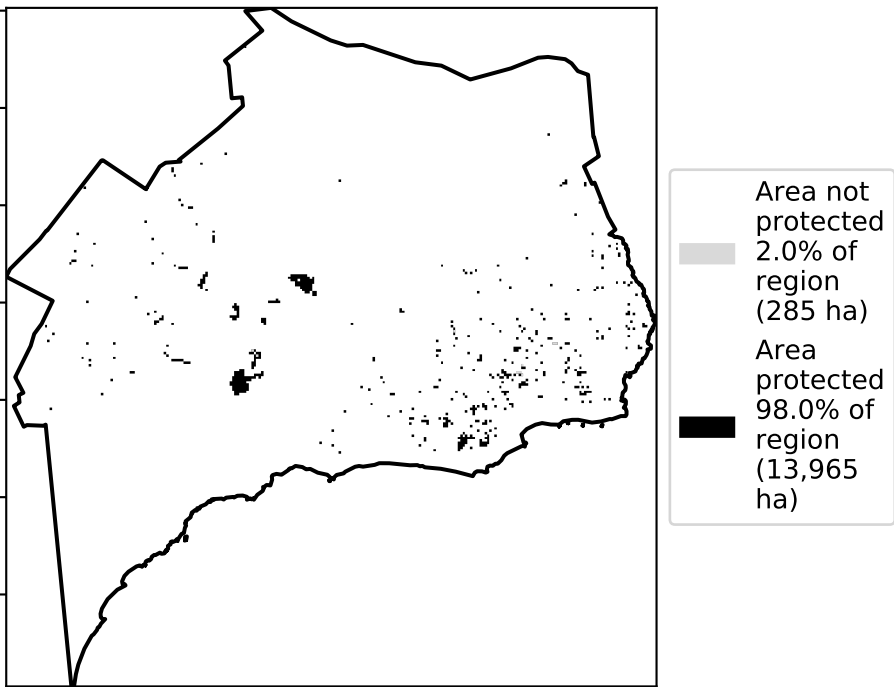 Area not
protected
2.0% of
region
(285 ha)
Area
protected
98.0% of
region
(13,965
ha)